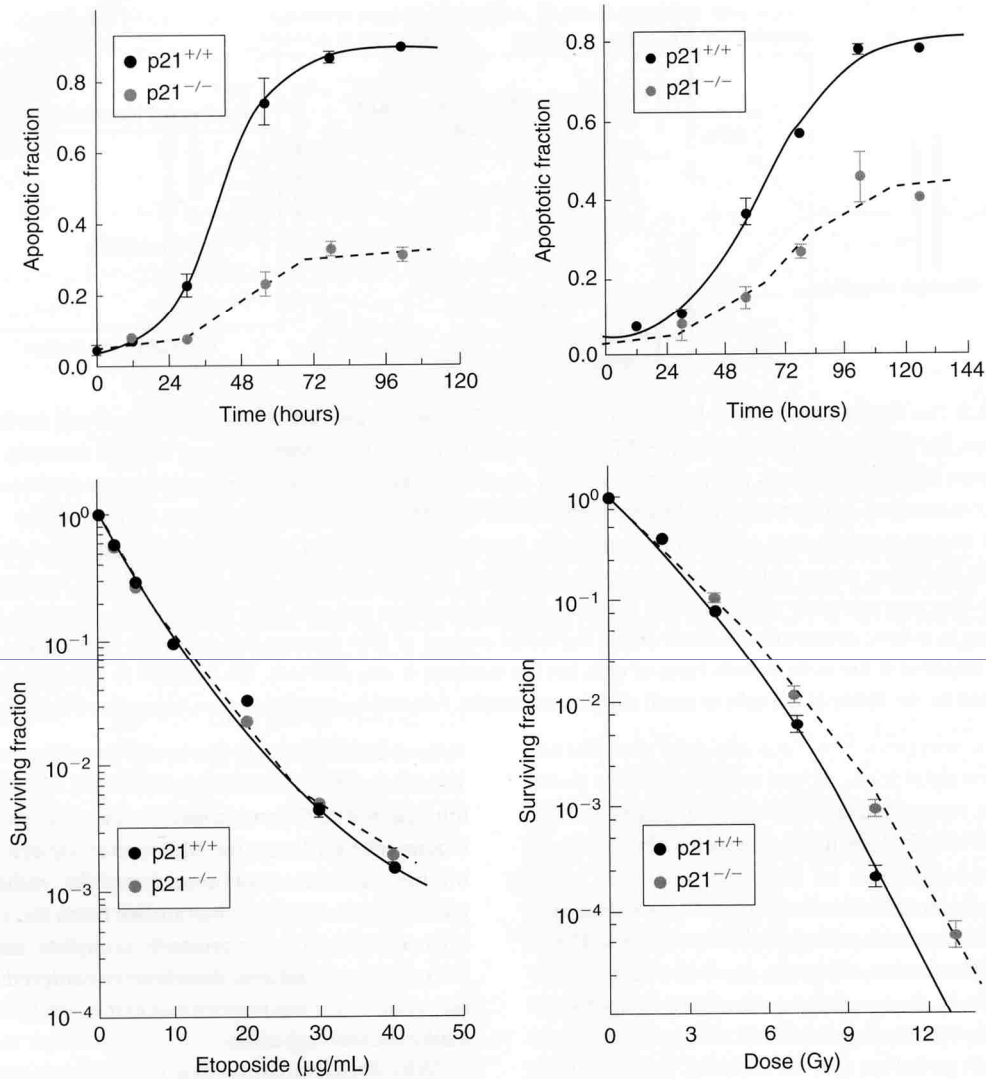 p21+/+
p21−/−
Apoptotic fraction
0.8
0.6
0.4
0.2
0.0
0 24 48 72 96 120
Time (hours)
p21+/+
p21−/−
Apoptotic fraction
0.8
0.6
0.4
0.2
0.0
0 24 48 72 96 120 144
Time (hours)
Surviving fraction
10^0
10^−1
10^−2
10^−3
10^−4
p21+/+
p21−/−
0 10 20 30 40 50
Etoposide (μg/mL)
Surviving fraction
10^0
10^−1
10^−2
10^−3
10^−4
p21+/+
p21−/−
0 3 6 9 12
Dose (Gy)